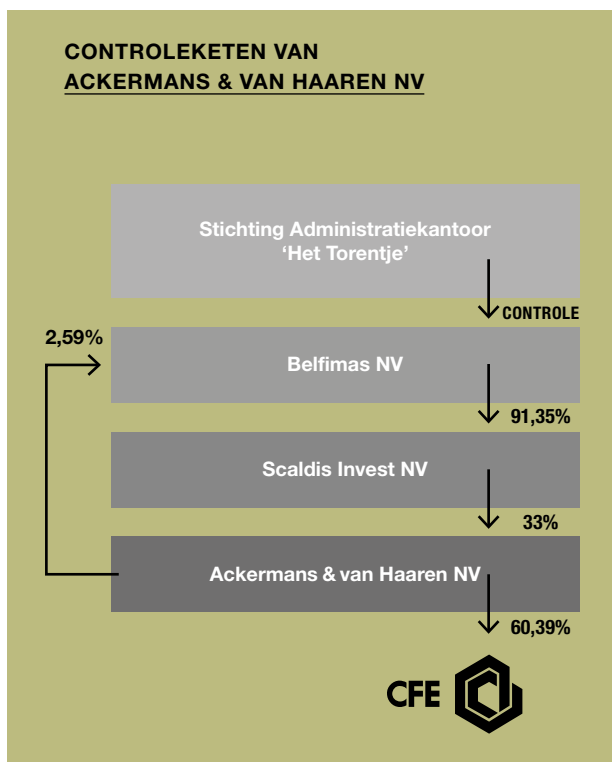 CONTROLEKETEN VAN
ACKERMANS & VAN HAAREN NV
Stichting Administratiekantoor
‘Het Torentje’
CONTROLE
2,59%
Belfimas NV
91,35%
Scaldis Invest NV
33%
Ackermans & van Haaren NV
60,39%
CFE